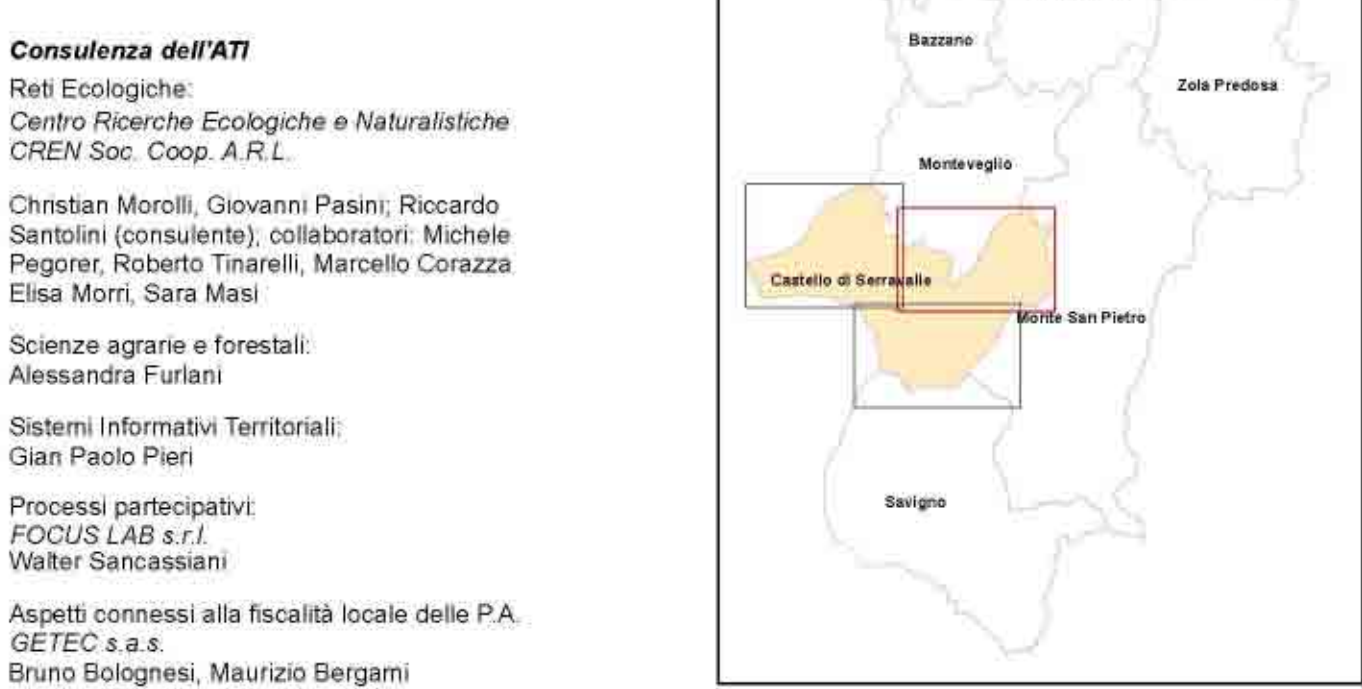 Consulenza dell'ATI
Reti Ecologiche:
Centro Ricerche Ecologiche e Naturalistiche
CREN Soc. Coop. A.R.L.
Christian Morolli, Giovanni Pasini; Riccardo
Santolini (consulente); collaboratori: Michele
Pegorer, Roberto Tinarelli, Marcello Corazza
Elisa Morri, Sara Masi
Scienze agrarie e forestali:
Alessandra Furlani
Sistemi Informativi Territoriali:
Gian Paolo Pieri
Processi partecipativi:
FOCUS LAB s.r.l.
Walter Sancassiani
Aspetti connessi alla fiscalità locale delle P.A.
GETEC s.a.s.
Bruno Bolognesi, Maurizio Bergami
Bazzano
Zola Predosa
Monteveglio
Castello di Serravalle
Monte San Pietro
Savigno